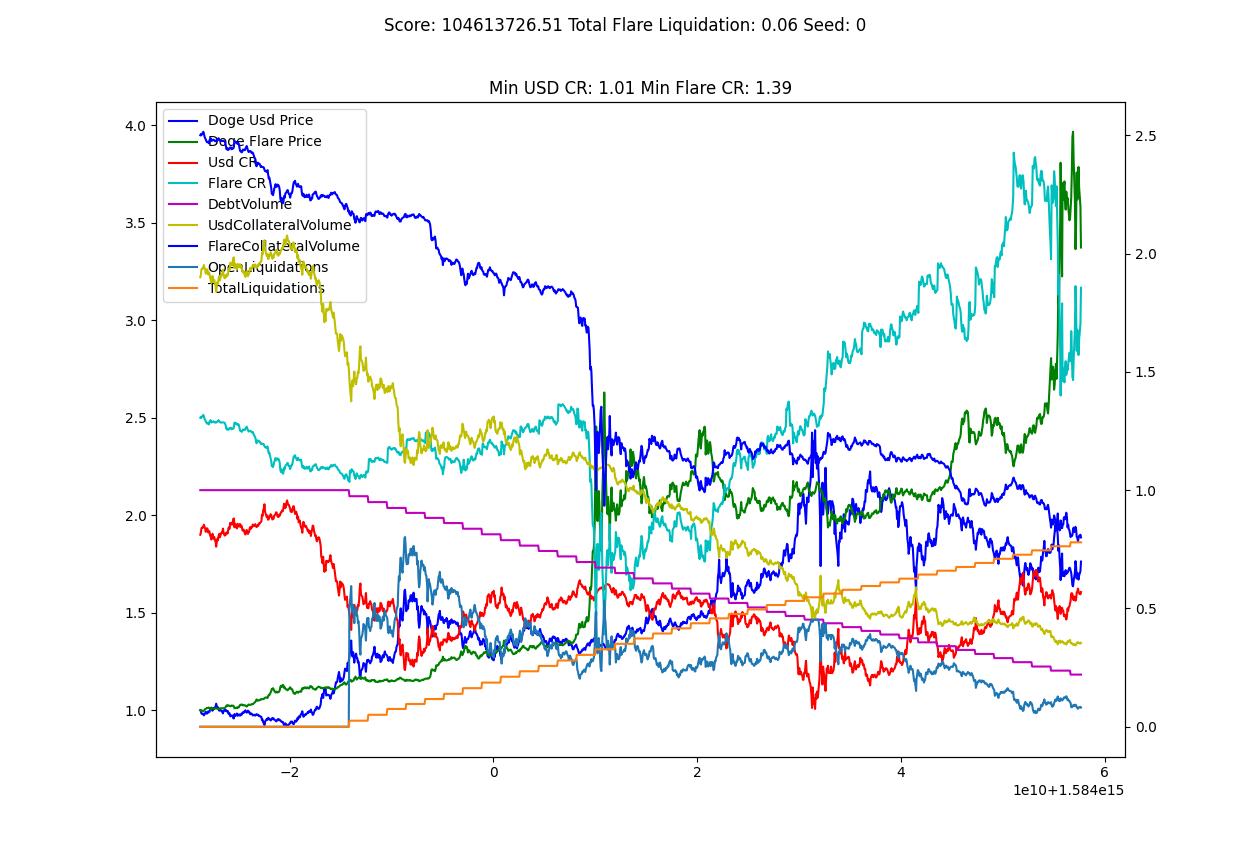 Score: 104613726.51 Total Flare Liquidation: 0.06 Seed: 0
Min USD CR: 1.01 Min Flare CR: 1.39
Doge Usd Price
Doge Flare Price
Usd CR
Flare CR
DebtVolume
UsdCollateralVolume
FlareCollateralVolume
OpenLiquidations
TotalLiquidations
4.0
3.5
3.0
2.5
2.0
1.5
1.0
2.5
2.0
1.5
1.0
0.5
0.0
−2
0
2
4
6
1e10+1.584e15